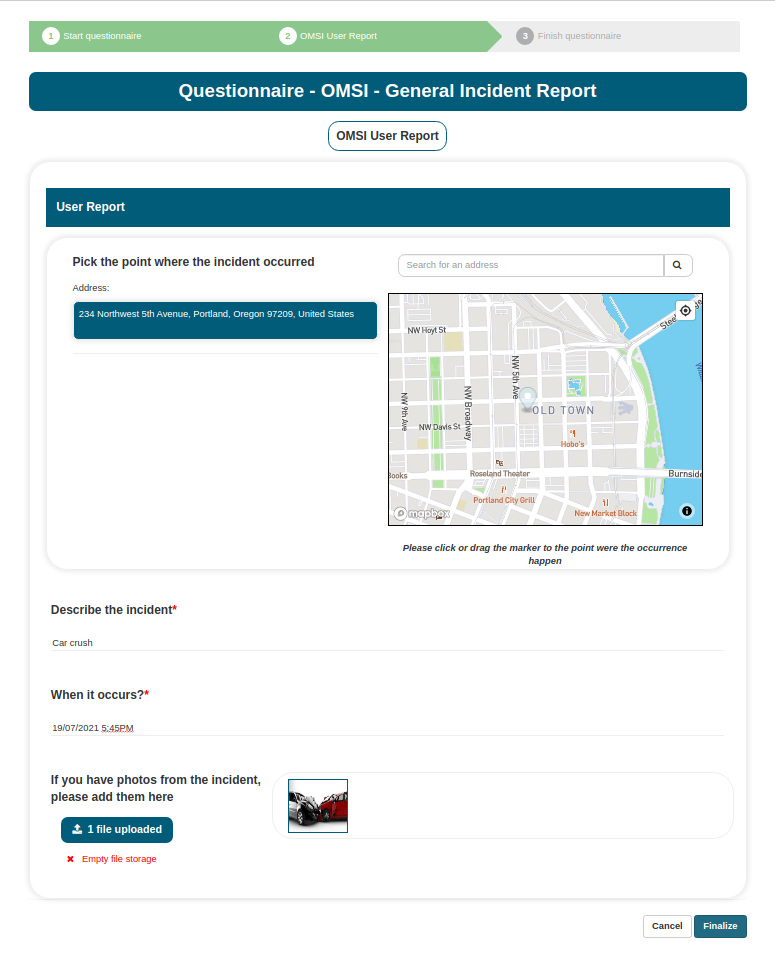 1 Start questionnaire
2 OMSI User Report
3 Finish questionnaire
Questionnaire - OMSI - General Incident Report
OMSI User Report
User Report
Pick the point where the incident occurred
Search for an address
Address:
234 Northwest 5th Avenue, Portland, Oregon 97209, United States
NW Hoyt St
NW 5th Ave
NW Broadway
NW 9th Ave
OLD TOWN
NW Davis St
Hobo's
Roseland Theater
Burnside
Portland City Grill
New Market Block
mapbox
Please click or drag the marker to the point were the occurrence
happen
Describe the incident*
Car crush
When it occurs?*
19/07/2021 5:45PM
If you have photos from the incident,
please add them here
1 file uploaded
Empty file storage
Cancel
Finalize